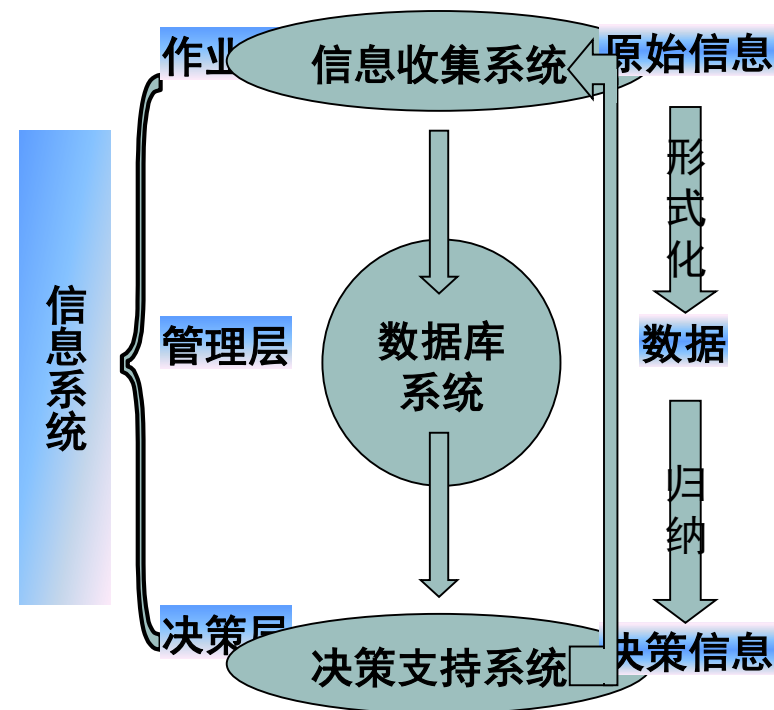 作业
信息收集系统
原始信息
形式化
信息系统
管理层
数据库
系统
数据
归纳
决策层
决策支持系统
决策信息